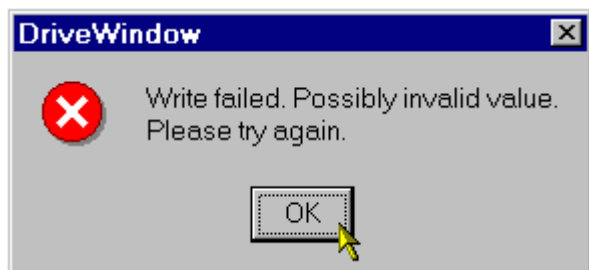 DriveWindow
Write failed. Possibly invalid value.
Please try again.
OK